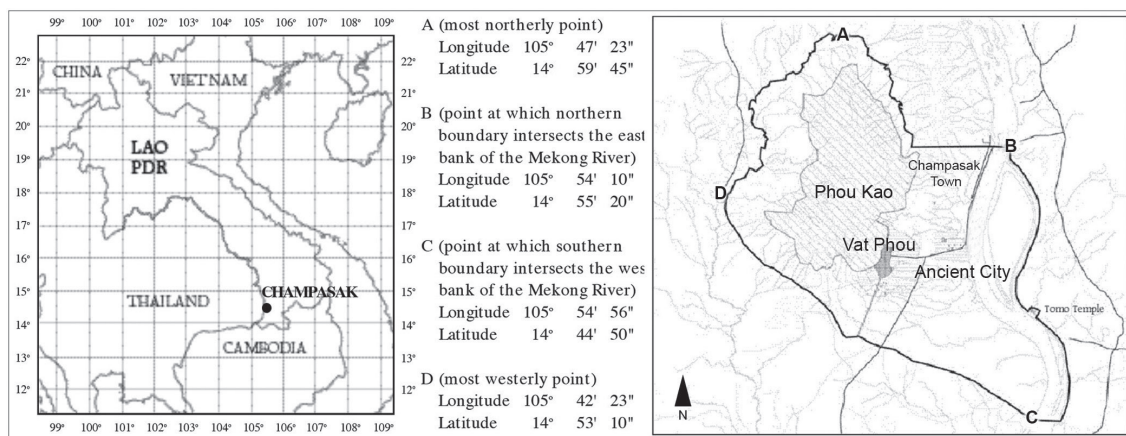 99° 100° 101° 102° 103° 104° 105° 106° 107° 108° 109°
22° 22°
21° 21°
20° 20°
19° 19°
18° 18°
17° 17°
16° 16°
15° 15°
14° 14°
13° 13°
12° 12°
99° 100° 101° 102° 103° 104° 105° 106° 107° 108° 109°
CHINA
VIETNAM
LAO
PDR
THAILAND
CHAMPASAK
CAMBODIA
A (most northerly point)
Longitude 105° 47' 23"
Latitude 14° 59' 45"
B (point at which northern
boundary intersects the east
bank of the Mekong River)
Longitude 105° 54' 10"
Latitude 14° 55' 20"
C (point at which southern
boundary intersects the wes
bank of the Mekong River)
Longitude 105° 54' 56"
Latitude 14° 44' 50"
D (most westerly point)
Longitude 105° 42' 23"
Latitude 14° 53' 10"
A
B
Champasak
Town
D
Phou Kao
Vat Phou
Ancient City
Tomo Temple
C
N